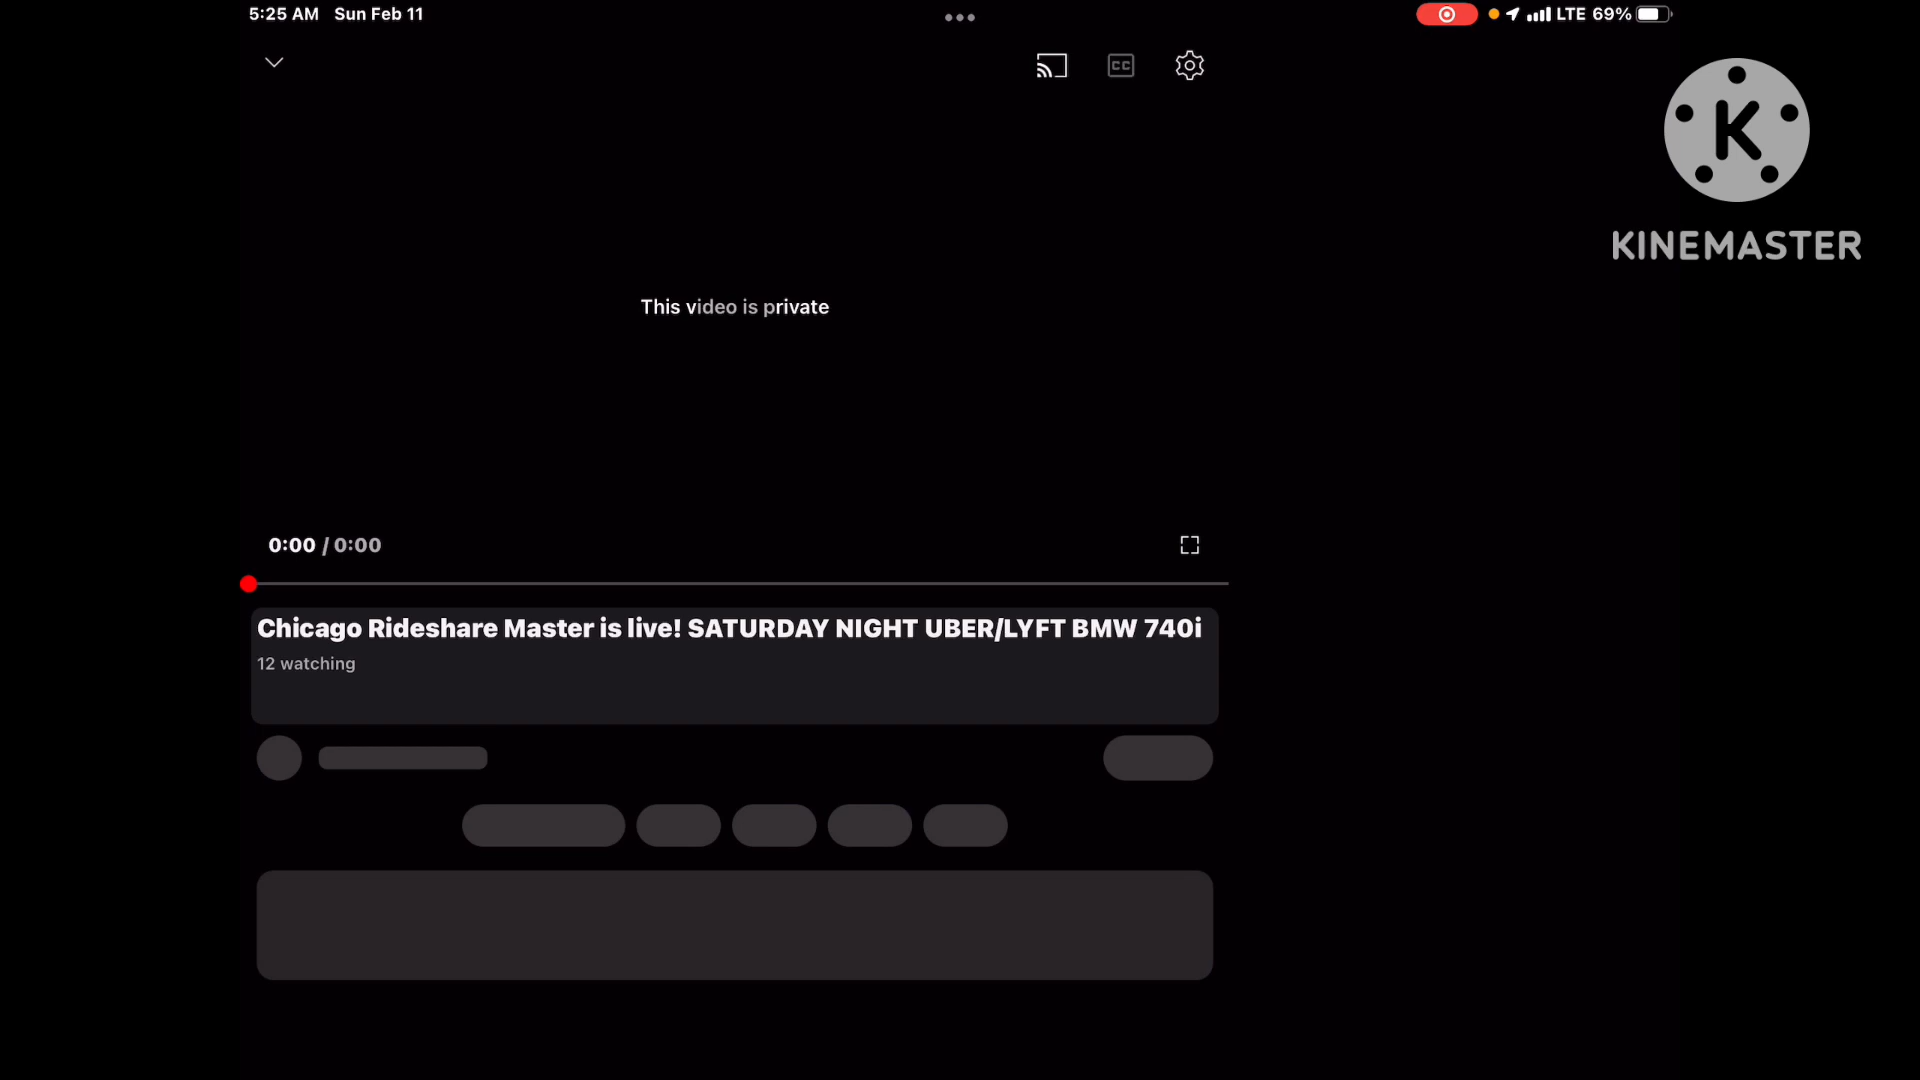 5:25 AM Sun Feb 11
LTE 69%
CC
K
KINEMASTER
This video is private
0:00 / 0:00
Chicago Rideshare Master is live! SATURDAY NIGHT UBER/LYFT BMW 740i
12 watching